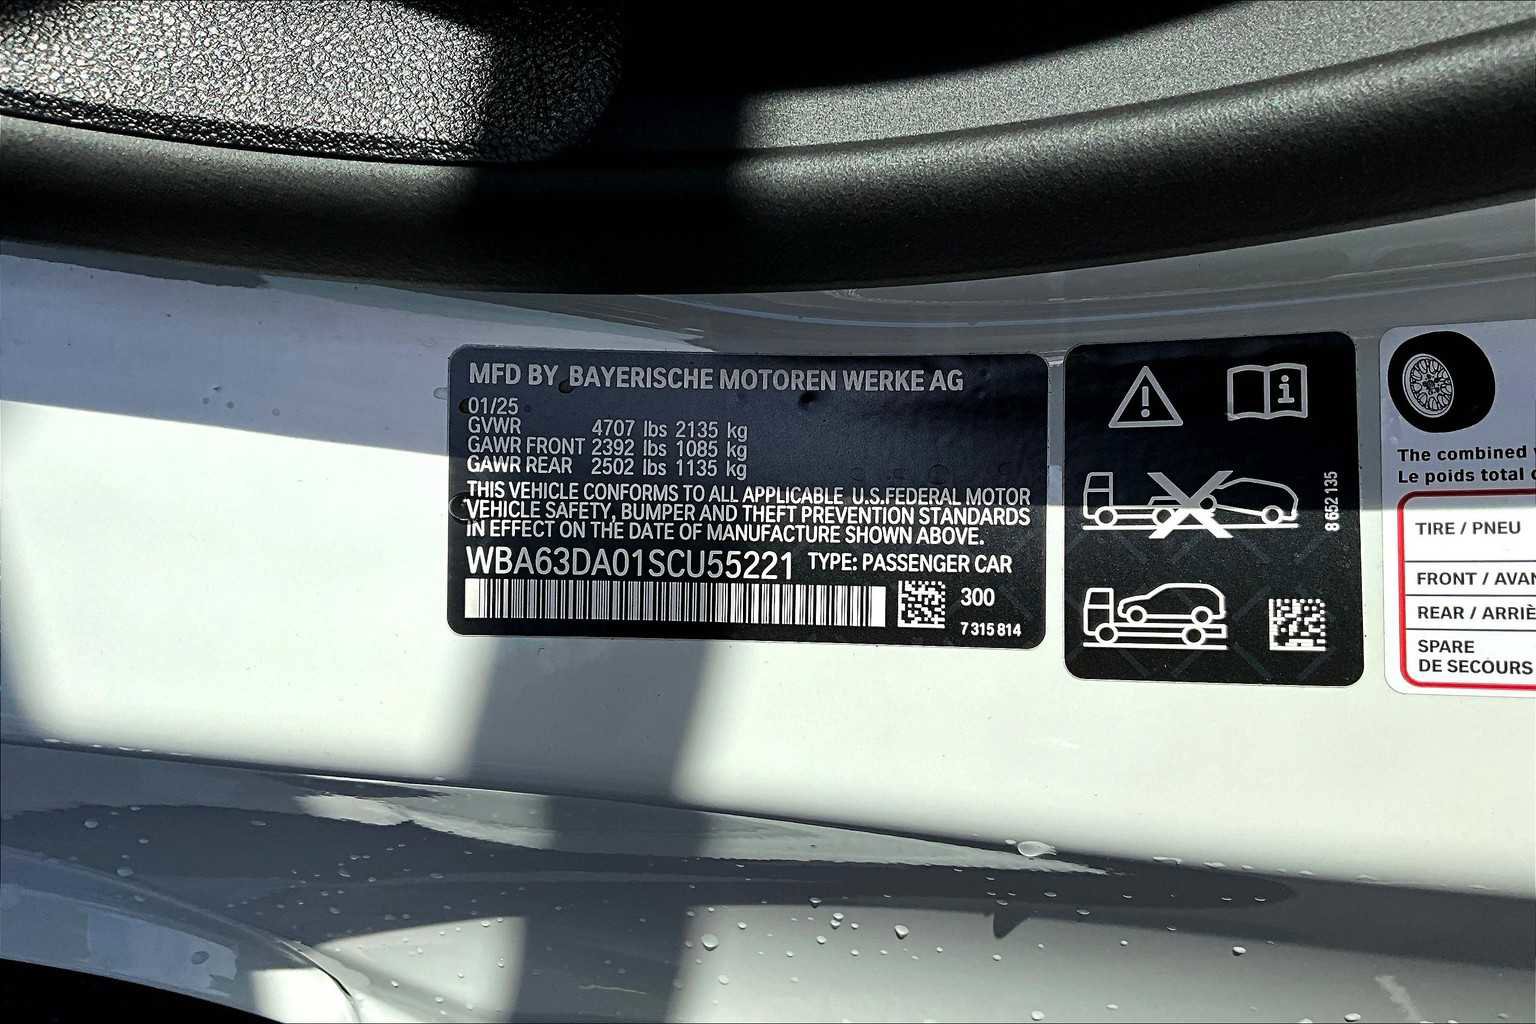 MFD BY BAYERISCHE MOTOREN WERKE AG
01/25
GVWR 4707 lbs 2135 kg
GAWR FRONT 2392 lbs 1085 kg
GAWR REAR 2502 lbs 1135 kg
THIS VEHICLE CONFORMS TO ALL APPLICABLE U.S.FEDERAL MOTOR
VEHICLE SAFETY, BUMPER AND THEFT PREVENTION STANDARDS
IN EFFECT ON THE DATE OF MANUFACTURE SHOWN ABOVE.
WBA63DA01SCU55221 TYPE: PASSENGER CAR
300
7 315 814
8 652 135
The combined
Le poids total
TIRE / PNEU
FRONT / AVAN
REAR / ARRIÈ
SPARE
DE SECOURS